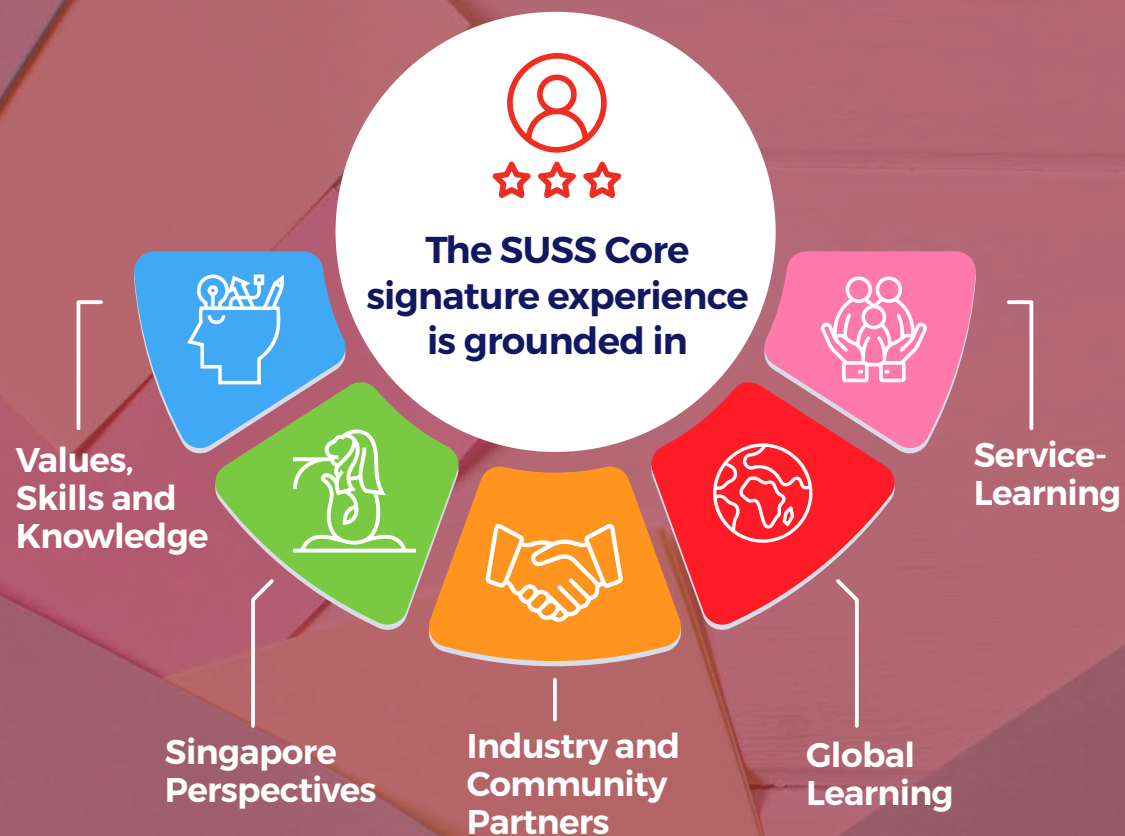 The SUSS Core
signature experience
is grounded in
Values,
Skills and
Knowledge
Singapore
Perspectives
Industry and
Community
Partners
Global
Learning
Service-
Learning